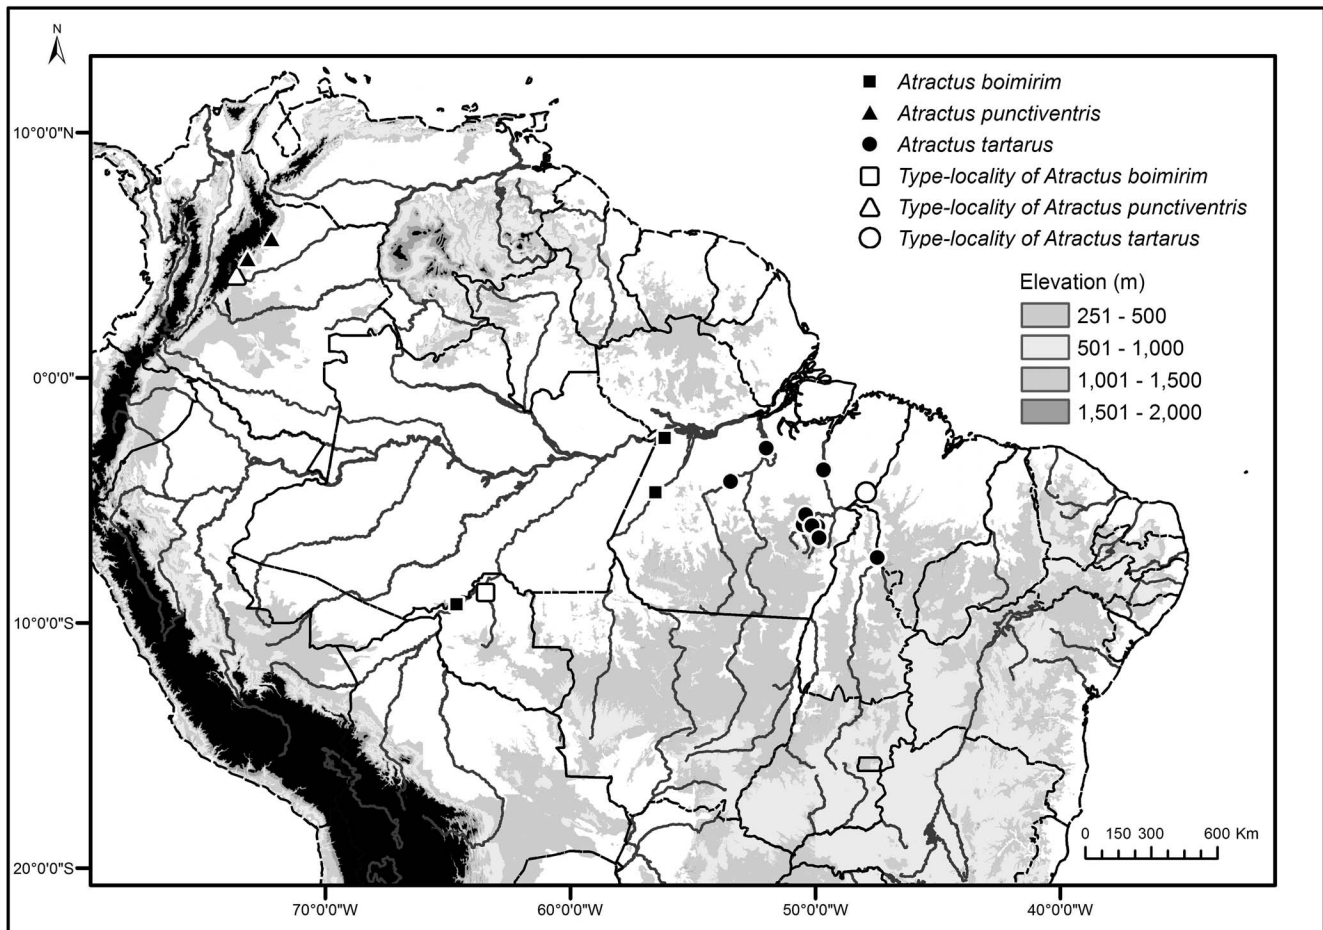 N
Atractus boimirim
Atractus punctiventris
Atractus tartarus
Type-locality of Atractus boimirim
Type-locality of Atractus punctiventris
Type-locality of Atractus tartarus
Elevation (m)
251 - 500
501 - 1,000
1,001 - 1,500
1,501 - 2,000
10°0'0"N
0°0'0"
10°0'0"S
20°0'0"S
0 150 300 600 Km
70°0'0"W 60°0'0"W 50°0'0"W 40°0'0"W